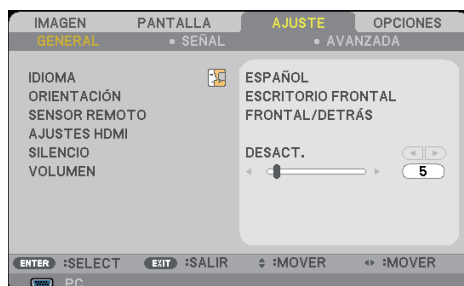 IMAGEN PANTALLA AJUSTE OPCIONES
GENERAL • SEÑAL • AVANZADA
IDIOMA ESPAÑOL
ORIENTACIÓN ESCRITORIO FRONTAL
SENSOR REMOTO FRONTAL/DETRÁS
AJUSTES HDMI
SILENCIO DESACT.
VOLUMEN 5
ENTER :SELECT EXIT :SALIR :MOVER :MOVER
PC